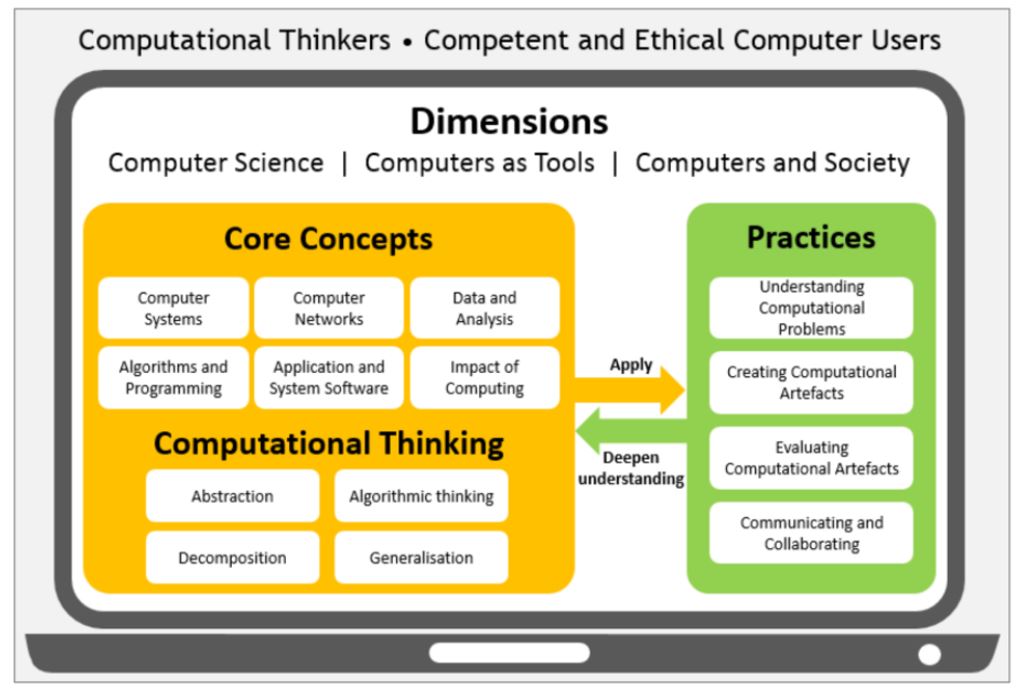 Computational Thinkers • Competent and Ethical Computer Users
Dimensions
Computer Science | Computers as Tools | Computers and Society
Core Concepts
Computer
Systems
Computer
Networks
Data and
Analysis
Algorithms and
Programming
Application and
System Software
Impact of
Computing
Computational Thinking
Abstraction
Algorithmic thinking
Decomposition
Generalisation
Apply
Deepen
understanding
Practices
Understanding
Computational
Problems
Creating Computational
Artefacts
Evaluating
Computational Artefacts
Communicating and
Collaborating